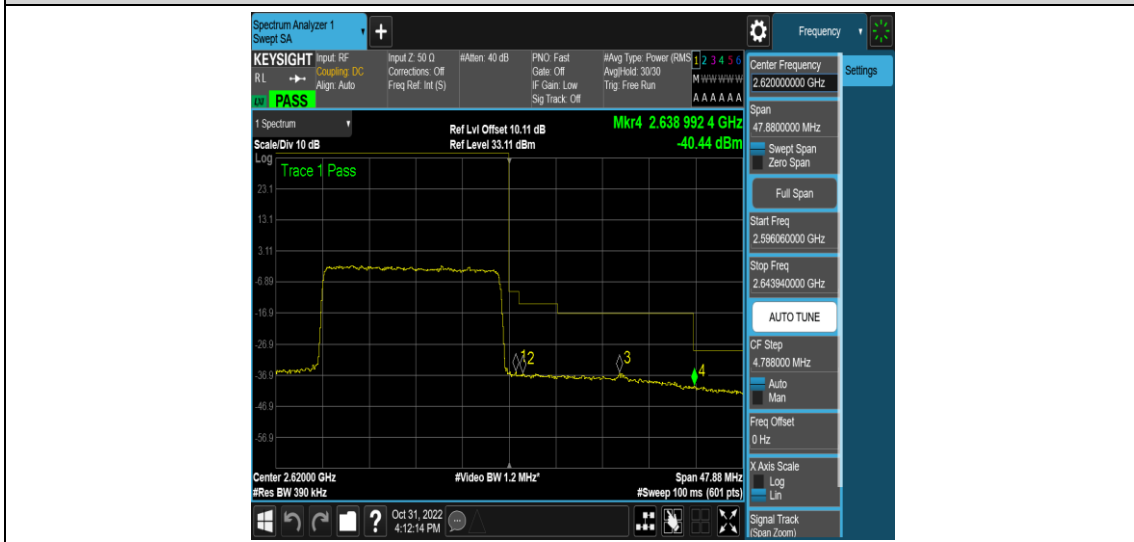 Spectrum Analyzer 1
Swept SA
Frequency
KEYSIGHT
R L
LXI
PASS
Input: RF
Coupling: DC
Align: Auto
Input Z: 50 Ω
Corrections: Off
Freq Ref: Int (S)
#Atten: 40 dB
PNO: Fast
Gate: Off
IF Gain: Low
Sig Track: Off
#Avg Type: Power (RMS
Avg|Hold: 30/30
Trig: Free Run
1 2 3 4 5 6
M W W W W W
A A A A A A
1 Spectrum
Scale/Div 10 dB
Ref Lvl Offset 10.11 dB
Ref Level 33.11 dBm
Mkr4 2.638 992 4 GHz
-40.44 dBm
Log
Trace 1 Pass
23.1
13.1
3.11
-6.89
-16.9
-26.9
-36.9
-46.9
-56.9
1 2
3
4
Center 2.62000 GHz
#Res BW 390 kHz
#Video BW 1.2 MHz*
Span 47.88 MHz
#Sweep 100 ms (601 pts)
Oct 31, 2022
4:12:14 PM
Center Frequency
2.620000000 GHz
Settings
Span
47.8800000 MHz
Swept Span
Zero Span
Full Span
Start Freq
2.596060000 GHz
Stop Freq
2.643940000 GHz
AUTO TUNE
CF Step
4.788000 MHz
Auto
Man
Freq Offset
0 Hz
X Axis Scale
Log
Lin
Signal Track
(Span Zoom)